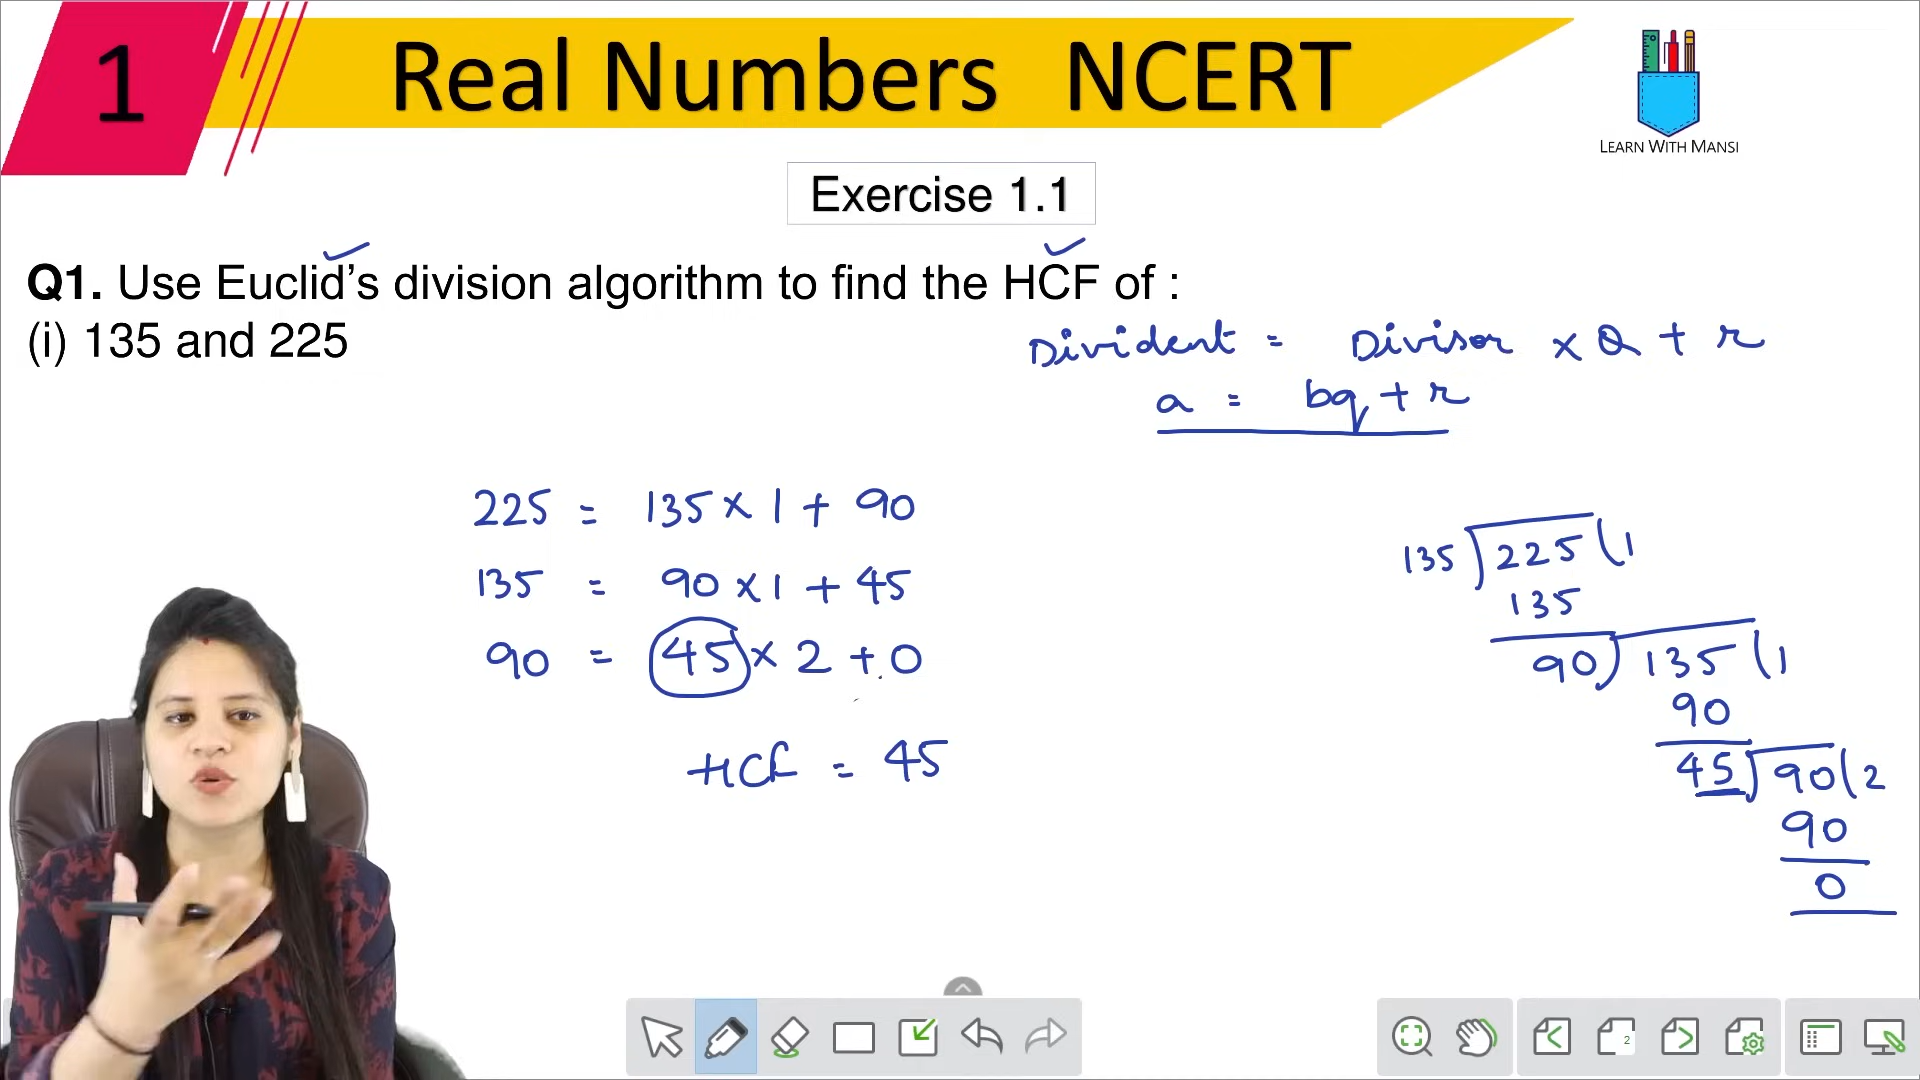 1
Real Numbers NCERT
LEARN WITH MANSI
Exercise 1.1
Q1. Use Euclid’s division algorithm to find the HCF of :
(i) 135 and 225
Divident = Divisor × Q + r
a = bq + r
225 = 135 × 1 + 90
135 = 90 × 1 + 45
90 = 45 × 2 + 0
HCF = 45
135 ) 225 ( 1
135
90 ) 135 ( 1
90
45 ) 90 ( 2
90
0
2